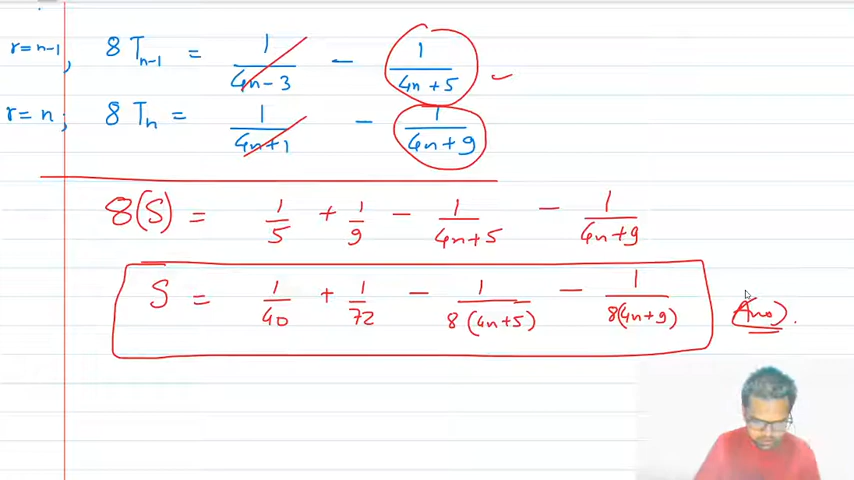 r=n-1; 8 T_{n-1} = 1/(4n-3) - 1/(4n+5)
r=n; 8 T_n = 1/(4n+1) - 1/(4n+9)
8(S) = 1/5 + 1/9 - 1/(4n+5) - 1/(4n+9)
S = 1/40 + 1/72 - 1/(8(4n+5)) - 1/(8(4n+9)) (Ans).